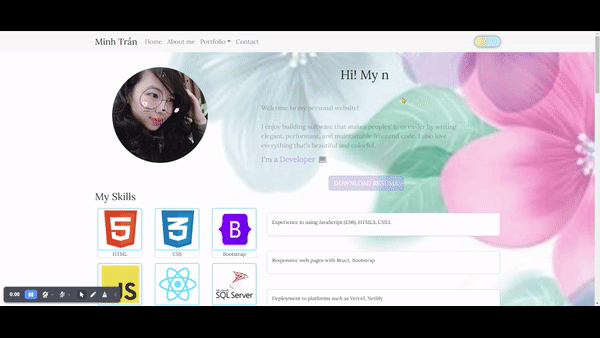 Minh Trần Home About me Portfolio Contact
Hi! My n
Welcome to my personal website!
I enjoy building software that makes peoples' lives easier by writing
elegant, performant, and maintainable frontend code. I also love
everything that's beautiful and colorful.
I'm a Developer
DOWNLOAD RESUME
My Skills
HTML CSS Bootstrap
Experience in using JavaScript (ES6), HTML5, CSS3.
Responsive web pages with React, Bootstrap
JS Microsoft SQL Server
Deployment to platforms such as Vercel, Netlify
0:00